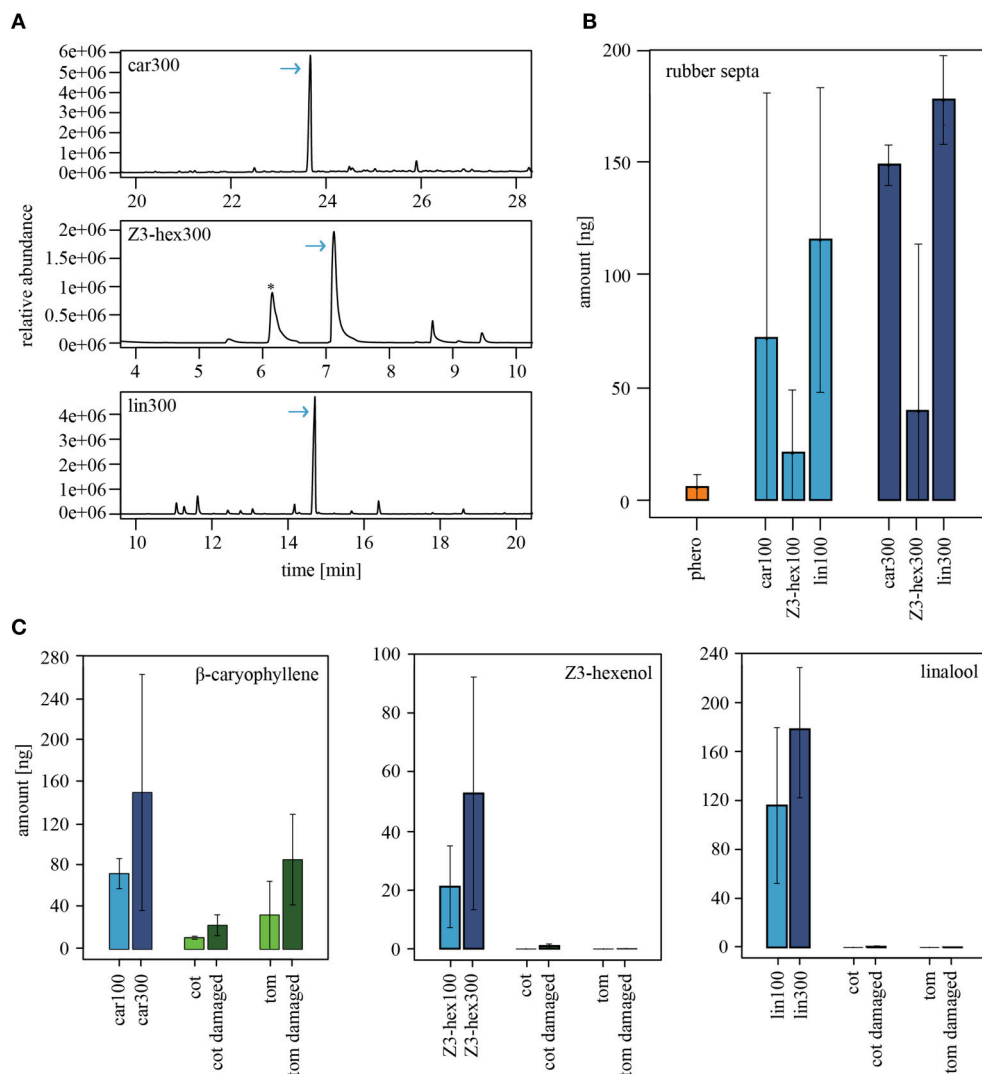 A
car300
6e+06
5e+06
4e+06
3e+06
2e+06
1e+06
0e+06
20 22 24 26 28
Z3-hex300
*
2e+06
1.5e+06
1e+06
0.5e+06
0e+06
4 5 6 7 8 9 10
lin300
4e+06
3e+06
2e+06
1e+06
0e+06
10 12 14 16 18 20
relative abundance
time [min]
B
rubber septa
200
150
100
50
0
amount [ng]
phero
car100
Z3-hex100
lin100
car300
Z3-hex300
lin300
C
β-caryophyllene
280
240
200
160
120
80
40
0
amount [ng]
car100
car300
cot
cot damaged
tom
tom damaged
Z3-hexenol
100
80
60
40
20
0
Z3-hex100
Z3-hex300
cot
cot damaged
tom
tom damaged
linalool
240
200
160
120
80
40
0
lin100
lin300
cot
cot damaged
tom
tom damaged